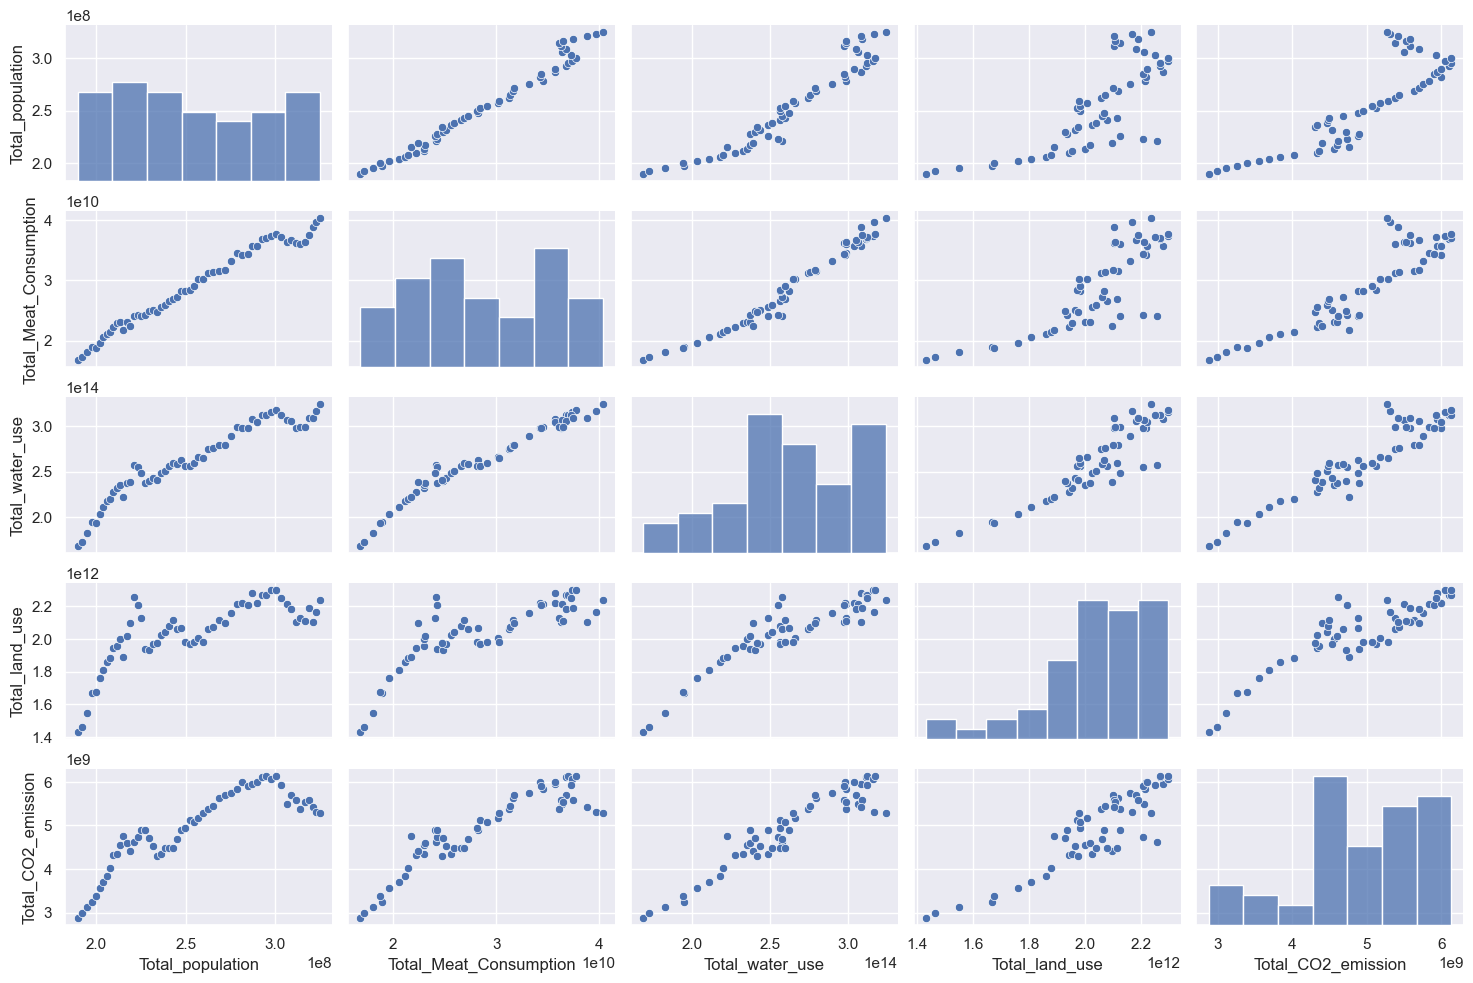 1e8
Total_population
3.0
2.5
2.0
1e10
Total_Meat_Consumption
4
3
2
1e14
Total_water_use
3.0
2.5
2.0
1e12
Total_land_use
2.2
2.0
1.8
1.6
1.4
1e9
Total_CO2_emission
6
5
4
3
2.0 2.5 3.0 2 3 4 2.0 2.5 3.0 1.4 1.6 1.8 2.0 2.2 3 4 5 6
Total_population 1e8 Total_Meat_Consumption 1e10 Total_water_use 1e14 Total_land_use 1e12 Total_CO2_emission 1e9